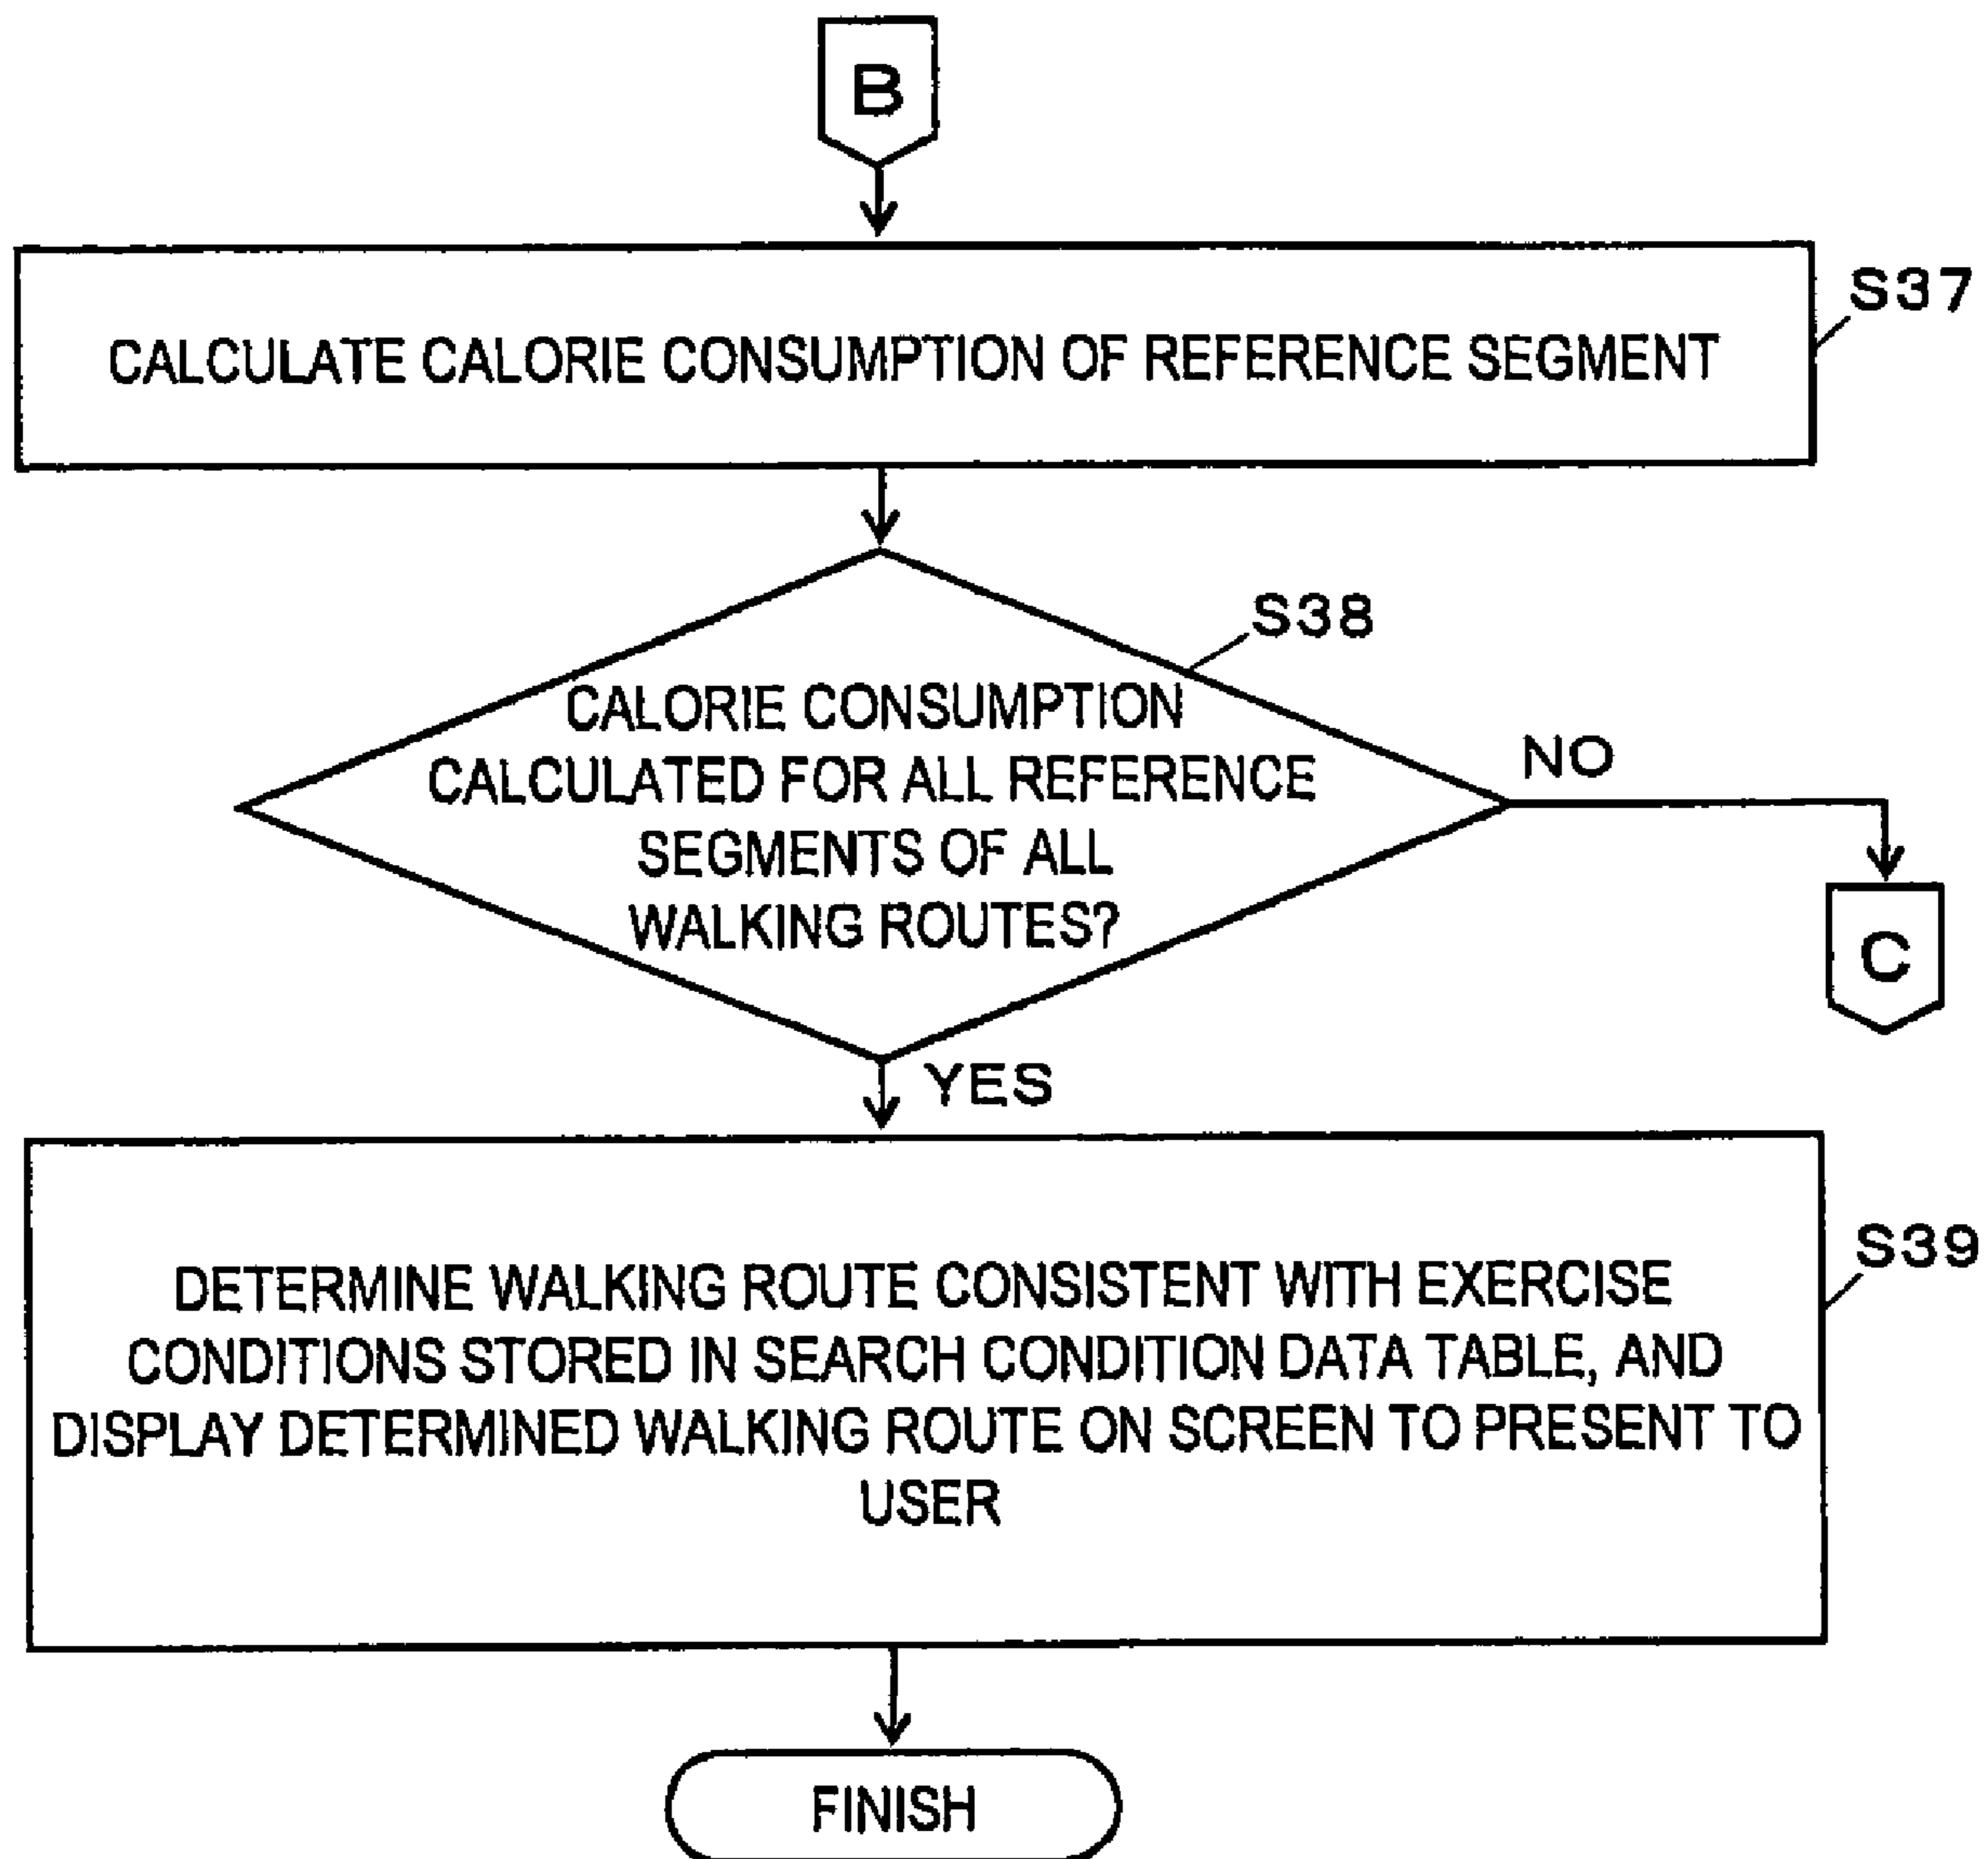 B
S37
CALCULATE CALORIE CONSUMPTION OF REFERENCE SEGMENT
S38
CALORIE CONSUMPTION
CALCULATED FOR ALL REFERENCE
SEGMENTS OF ALL
WALKING ROUTES?
NO
C
YES
S39
DETERMINE WALKING ROUTE CONSISTENT WITH EXERCISE
CONDITIONS STORED IN SEARCH CONDITION DATA TABLE, AND
DISPLAY DETERMINED WALKING ROUTE ON SCREEN TO PRESENT TO
USER
FINISH